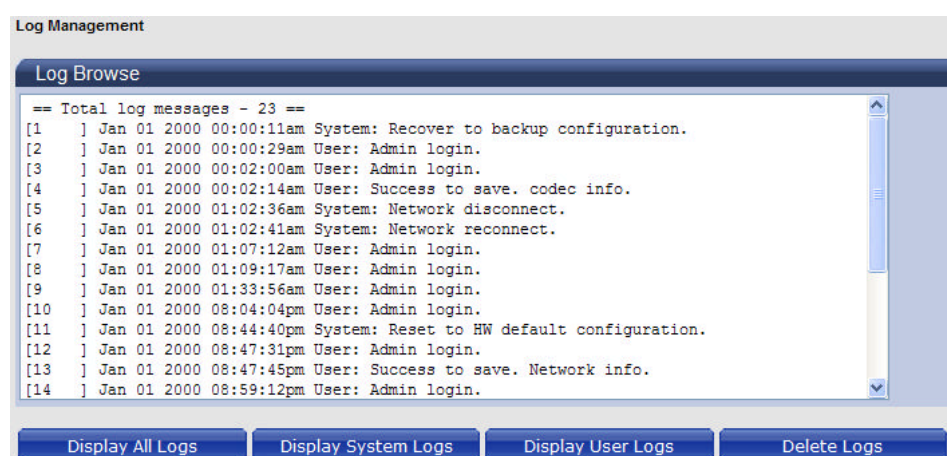 Log Management
Log Browse
== Total log messages - 23 ==
[1    ] Jan 01 2000 00:00:11am System: Recover to backup configuration.
[2    ] Jan 01 2000 00:00:29am User: Admin login.
[3    ] Jan 01 2000 00:02:00am User: Admin login.
[4    ] Jan 01 2000 00:02:14am User: Success to save. codec info.
[5    ] Jan 01 2000 01:02:36am System: Network disconnect.
[6    ] Jan 01 2000 01:02:41am System: Network reconnect.
[7    ] Jan 01 2000 01:07:12am User: Admin login.
[8    ] Jan 01 2000 01:09:17am User: Admin login.
[9    ] Jan 01 2000 01:33:56am User: Admin login.
[10   ] Jan 01 2000 08:04:04pm User: Admin login.
[11   ] Jan 01 2000 08:44:40pm System: Reset to HW default configuration.
[12   ] Jan 01 2000 08:47:31pm User: Admin login.
[13   ] Jan 01 2000 08:47:45pm User: Success to save. Network info.
[14   ] Jan 01 2000 08:59:12pm User: Admin login.
Display All Logs Display System Logs Display User Logs Delete Logs